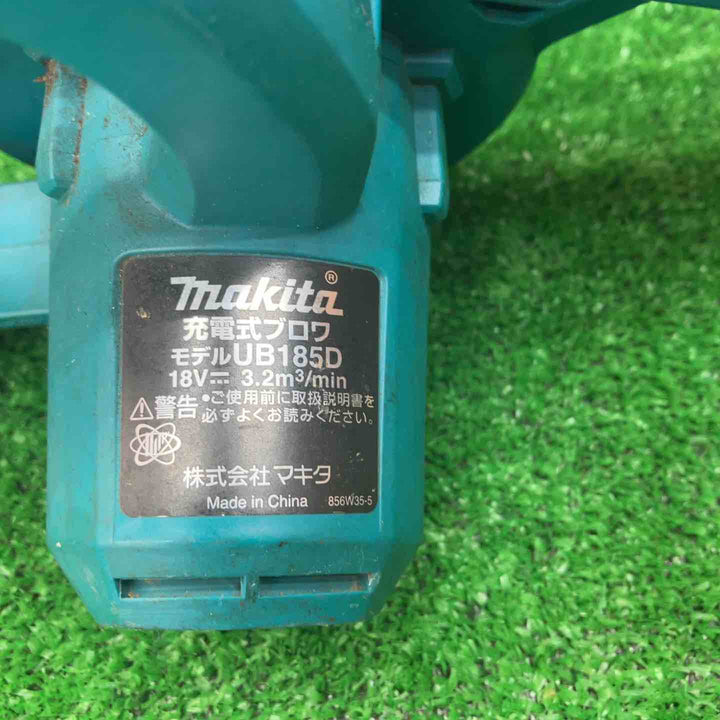 makita®
充電式ブロワ
モデルUB185D
18V⎓ 3.2m³/min
⚠警告 •ご使用前に取扱説明書を
必ずよくお読みください。
株式会社マキタ
Made in China 856W35-5